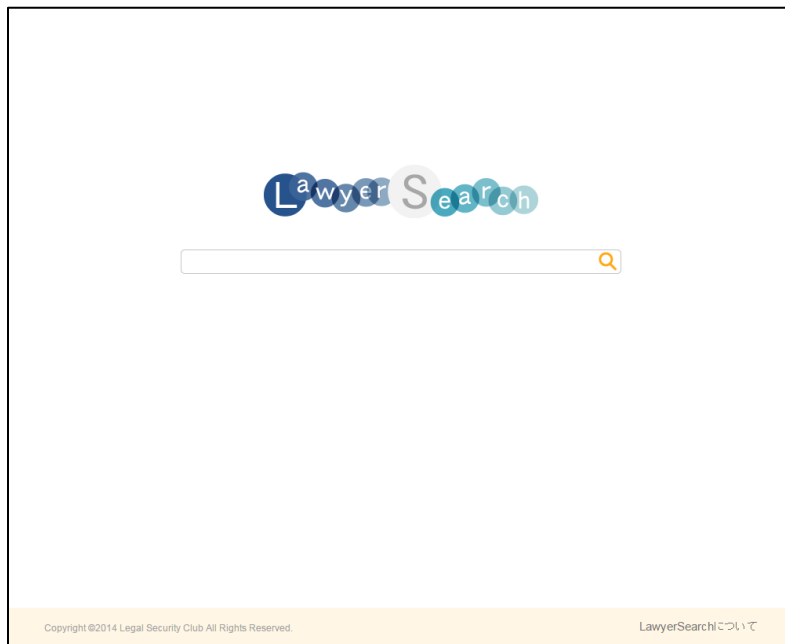 LawyerSearch
Copyright ©2014 Legal Security Club All Rights Reserved.
LawyerSearchについて